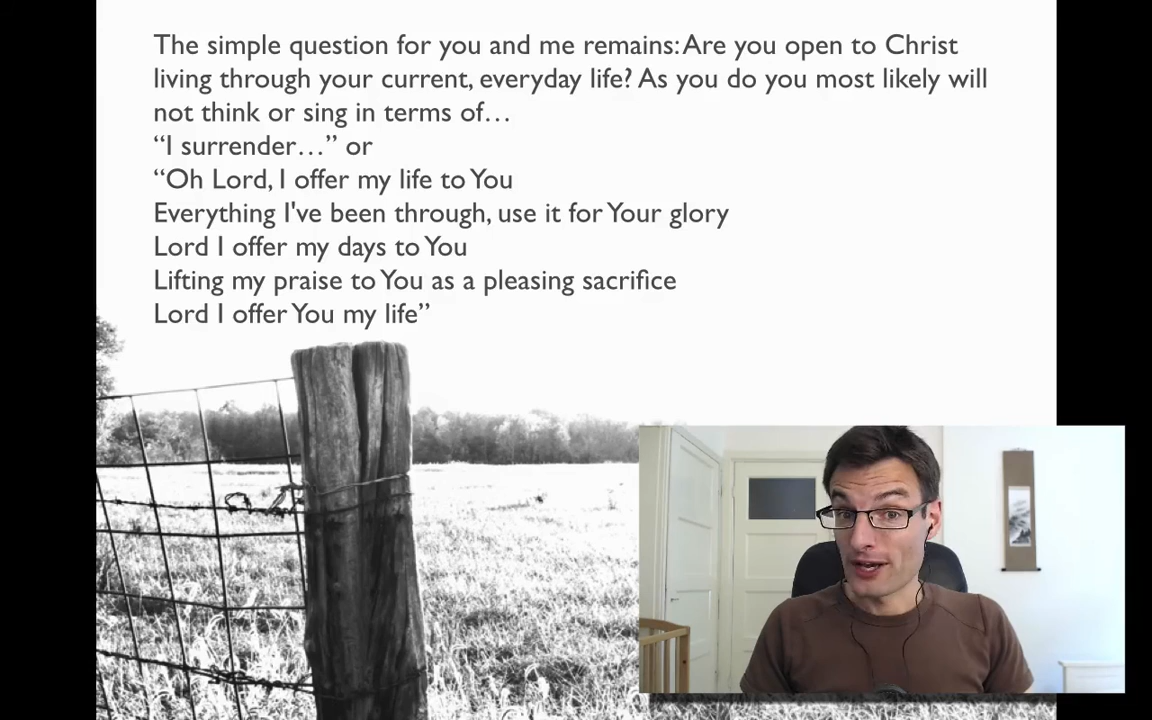 The simple question for you and me remains: Are you open to Christ
living through your current, everyday life? As you do you most likely will
not think or sing in terms of…
“I surrender…” or
“Oh Lord, I offer my life to You
Everything I've been through, use it for Your glory
Lord I offer my days to You
Lifting my praise to You as a pleasing sacrifice
Lord I offer You my life”